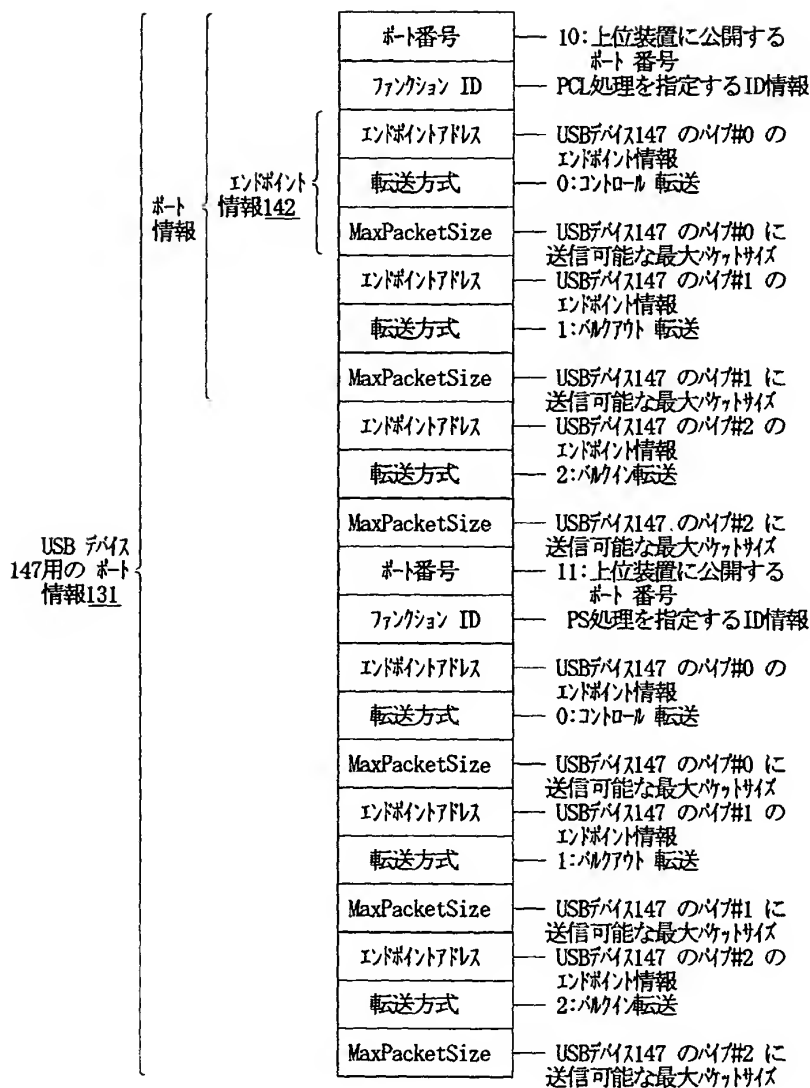 ポート番号 10:上位装置に公開する
ポート 番号
ファンクション ID PCL処理を指定するID情報
エンドポイントアドレス USBデバイス147 のパイプ#0 の
エンドポイント情報
転送方式 0:コントロール 転送
MaxPacketSize USBデバイス147 のパイプ#0 に
送信可能な最大パケットサイズ
エンドポイントアドレス USBデバイス147 のパイプ#1 の
エンドポイント情報
転送方式 1:バルクアウト 転送
MaxPacketSize USBデバイス147 のパイプ#1 に
送信可能な最大パケットサイズ
エンドポイントアドレス USBデバイス147 のパイプ#2 の
エンドポイント情報
転送方式 2:バルクイン転送
MaxPacketSize USBデバイス147 のパイプ#2 に
送信可能な最大パケットサイズ
ポート番号 11:上位装置に公開する
ポート 番号
ファンクション ID PS処理を指定するID情報
エンドポイントアドレス USBデバイス147 のパイプ#0 の
エンドポイント情報
転送方式 0:コントロール 転送
MaxPacketSize USBデバイス147 のパイプ#0 に
送信可能な最大パケットサイズ
エンドポイントアドレス USBデバイス147 のパイプ#1 の
エンドポイント情報
転送方式 1:バルクアウト 転送
MaxPacketSize USBデバイス147 のパイプ#1 に
送信可能な最大パケットサイズ
エンドポイントアドレス USBデバイス147 のパイプ#2 の
エンドポイント情報
転送方式 2:バルクイン転送
MaxPacketSize USBデバイス147 のパイプ#2 に
送信可能な最大パケットサイズ
エンドポイント
情報142
ポート
情報
USB デバイス
147用の ポート
情報131